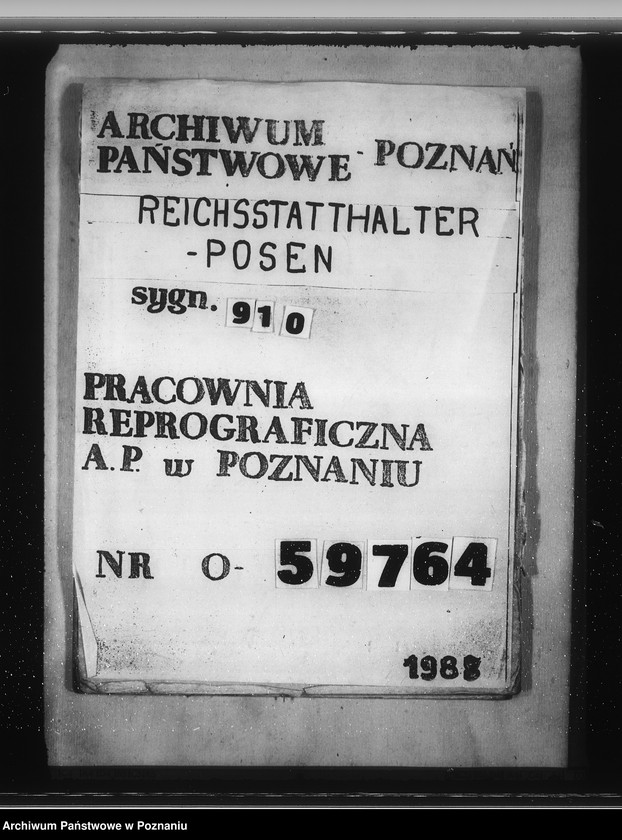 ARCHIWUM
PAŃSTWOWE - POZNAŃ
REICHSSTATTHALTER
-POSEN
sygn. 910
PRACOWNIA
REPROGRAFICZNA
A.P. w POZNANIU
NR O- 59764
1988
Archiwum Państwowe w Poznaniu